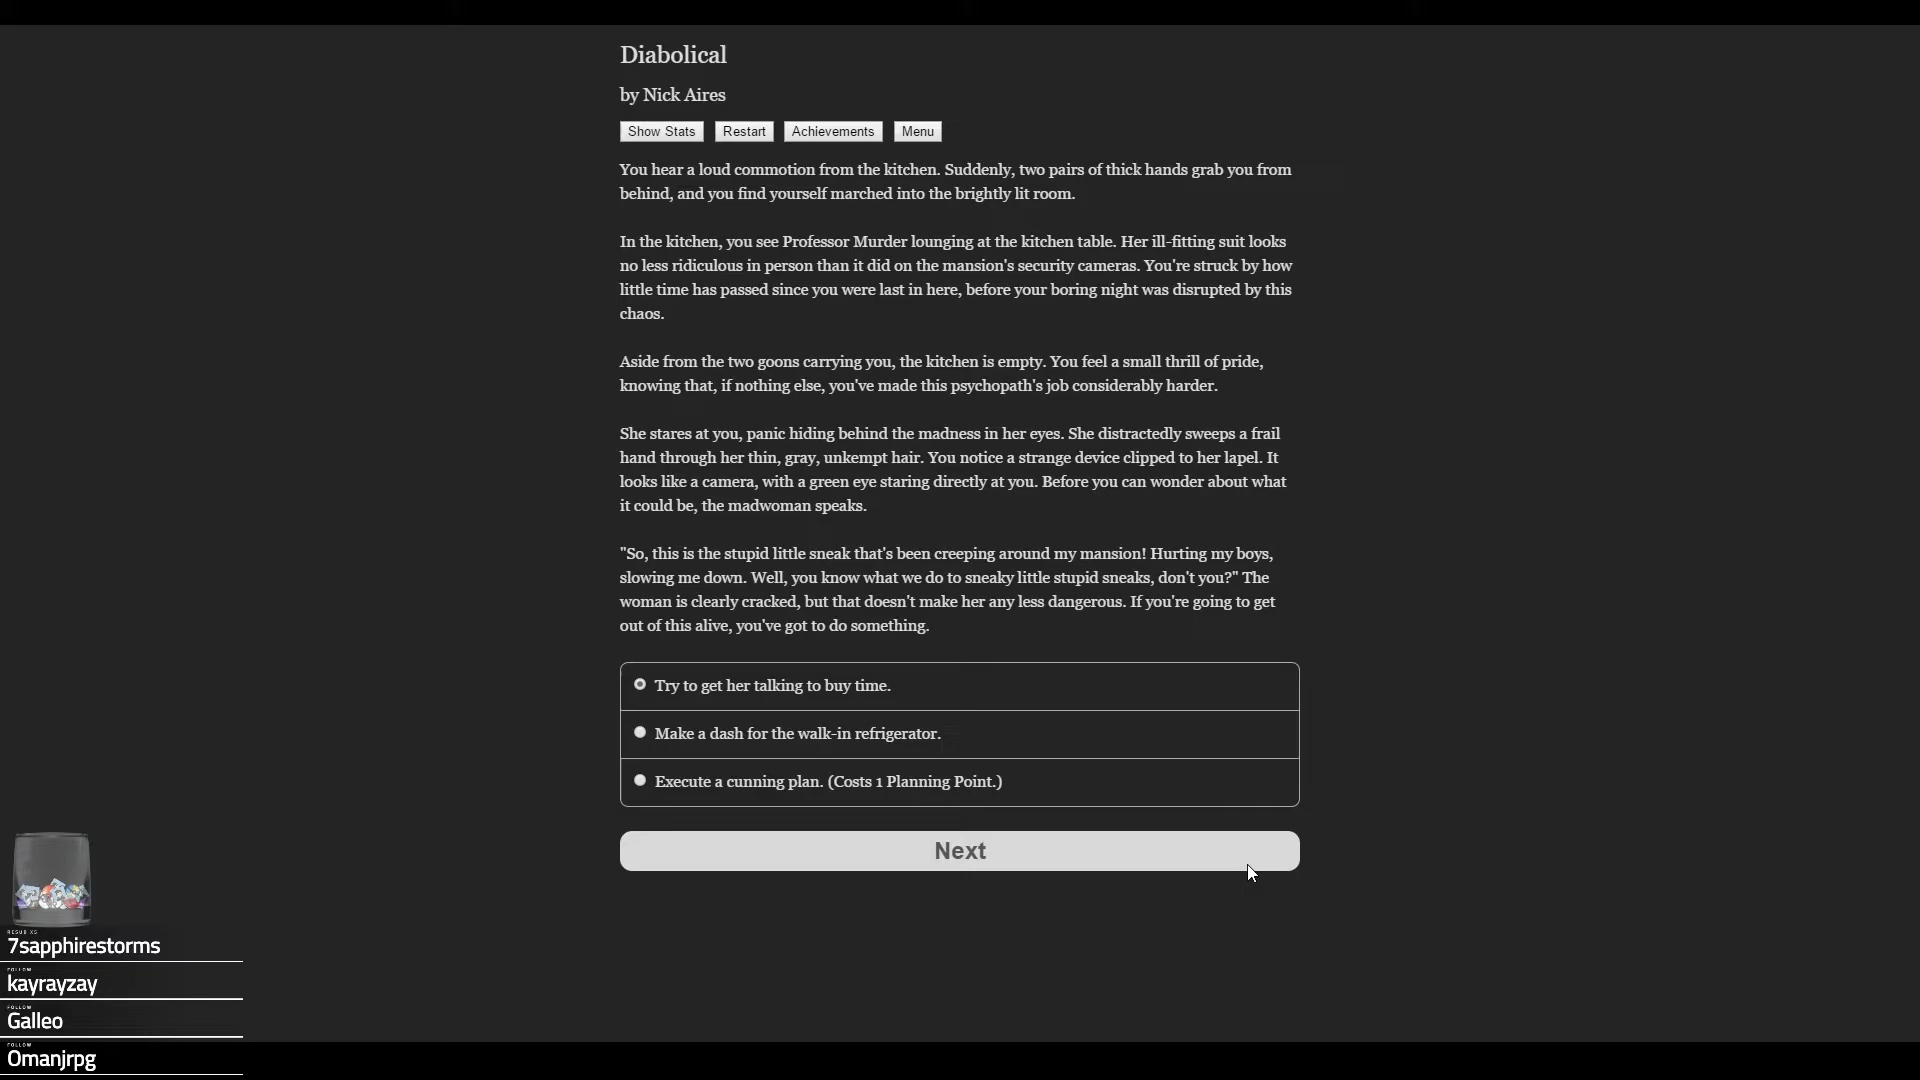 Diabolical
by Nick Aires
Show Stats Restart Achievements Menu
You hear a loud commotion from the kitchen. Suddenly, two pairs of thick hands grab you from
behind, and you find yourself marched into the brightly lit room.
In the kitchen, you see Professor Murder lounging at the kitchen table. Her ill-fitting suit looks
no less ridiculous in person than it did on the mansion's security cameras. You're struck by how
little time has passed since you were last in here, before your boring night was disrupted by this
chaos.
Aside from the two goons carrying you, the kitchen is empty. You feel a small thrill of pride,
knowing that, if nothing else, you've made this psychopath's job considerably harder.
She stares at you, panic hiding behind the madness in her eyes. She distractedly sweeps a frail
hand through her thin, gray, unkempt hair. You notice a strange device clipped to her lapel. It
looks like a camera, with a green eye staring directly at you. Before you can wonder about what
it could be, the madwoman speaks.
"So, this is the stupid little sneak that's been creeping around my mansion! Hurting my boys,
slowing me down. Well, you know what we do to sneaky little stupid sneaks, don't you?" The
woman is clearly cracked, but that doesn't make her any less dangerous. If you're going to get
out of this alive, you've got to do something.
Try to get her talking to buy time.
Make a dash for the walk-in refrigerator.
Execute a cunning plan. (Costs 1 Planning Point.)
Next
RESUB X5
7sapphirestorms
FOLLOW
kayrayzay
FOLLOW
Galleo
FOLLOW
Omanjrpg